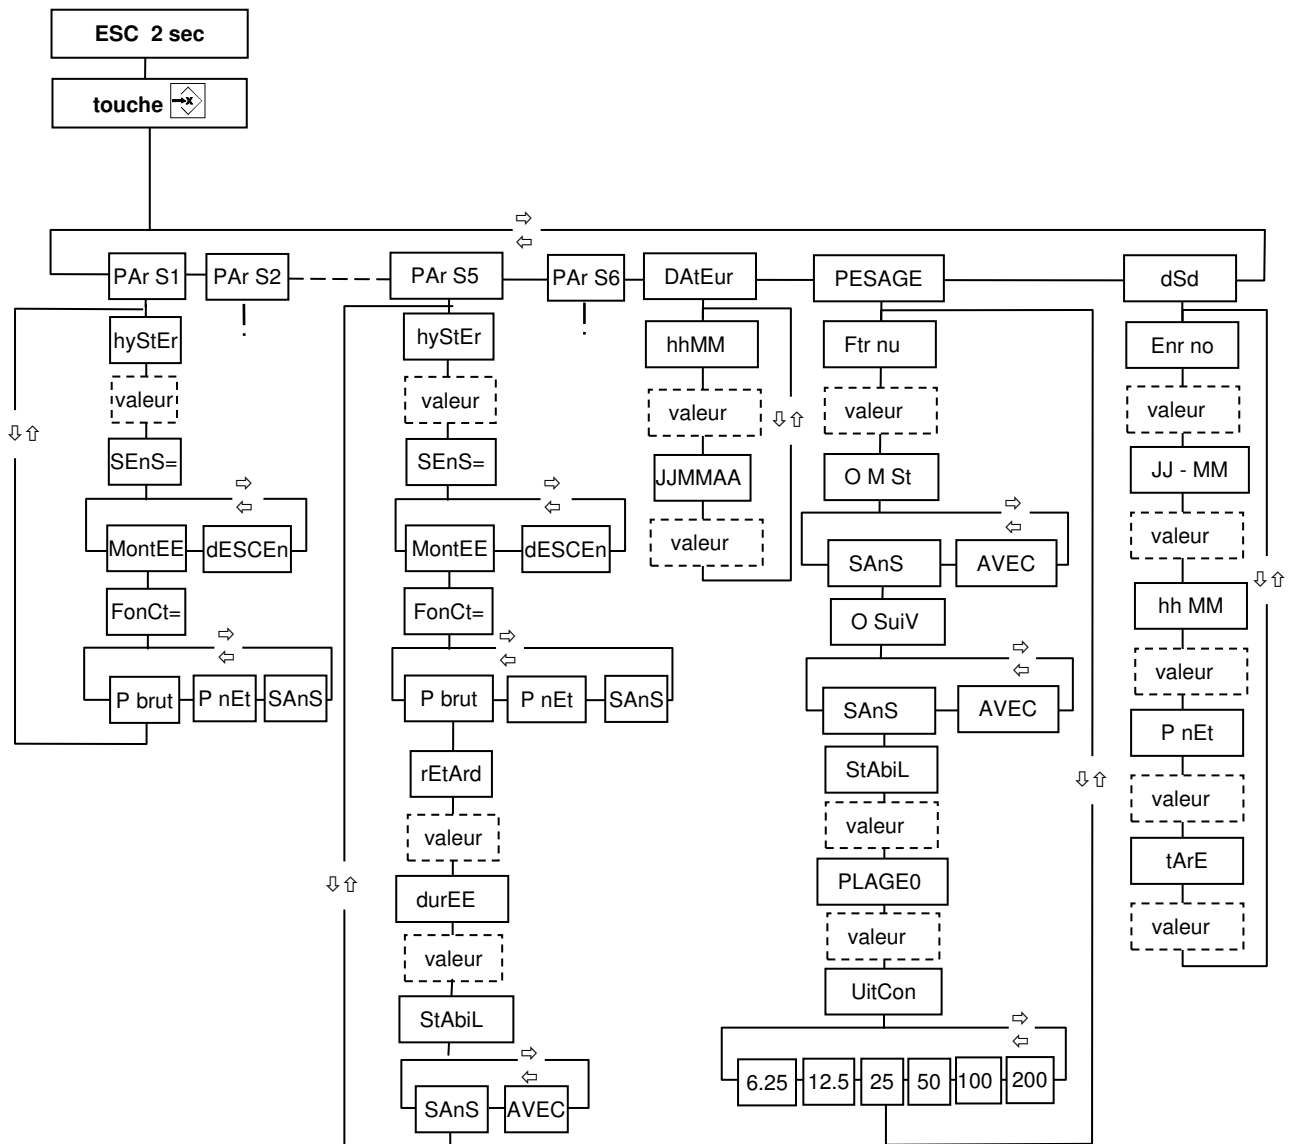 ESC 2 sec
touche
PAr S1
PAr S2
PAr S5
PAr S6
DAtEur
PESAGE
dSd
hyStEr
valeur
SEnS=
MontEE
dESCEn
FonCt=
P brut
P nEt
SAnS
hyStEr
valeur
SEnS=
MontEE
dESCEn
FonCt=
P brut
P nEt
SAnS
rEtArd
valeur
durEE
valeur
StAbiL
SAnS
AVEC
hhMM
valeur
JJMMAA
valeur
Ftr nu
valeur
O M St
SAnS
AVEC
O SuiV
SAnS
AVEC
StAbiL
valeur
PLAGE0
valeur
UitCon
6.25
12.5
25
50
100
200
Enr no
valeur
JJ - MM
valeur
hh MM
valeur
P nEt
valeur
tArE
valeur